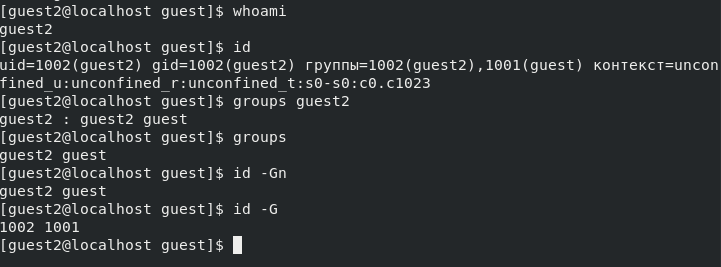 [guest2@localhost guest]$ whoami
guest2
[guest2@localhost guest]$ id
uid=1002(guest2) gid=1002(guest2) группы=1002(guest2),1001(guest) контекст=uncon
fined_u:unconfined_r:unconfined_t:s0-s0:c0.c1023
[guest2@localhost guest]$ groups guest2
guest2 : guest2 guest
[guest2@localhost guest]$ groups
guest2 guest
[guest2@localhost guest]$ id -Gn
guest2 guest
[guest2@localhost guest]$ id -G
1002 1001
[guest2@localhost guest]$